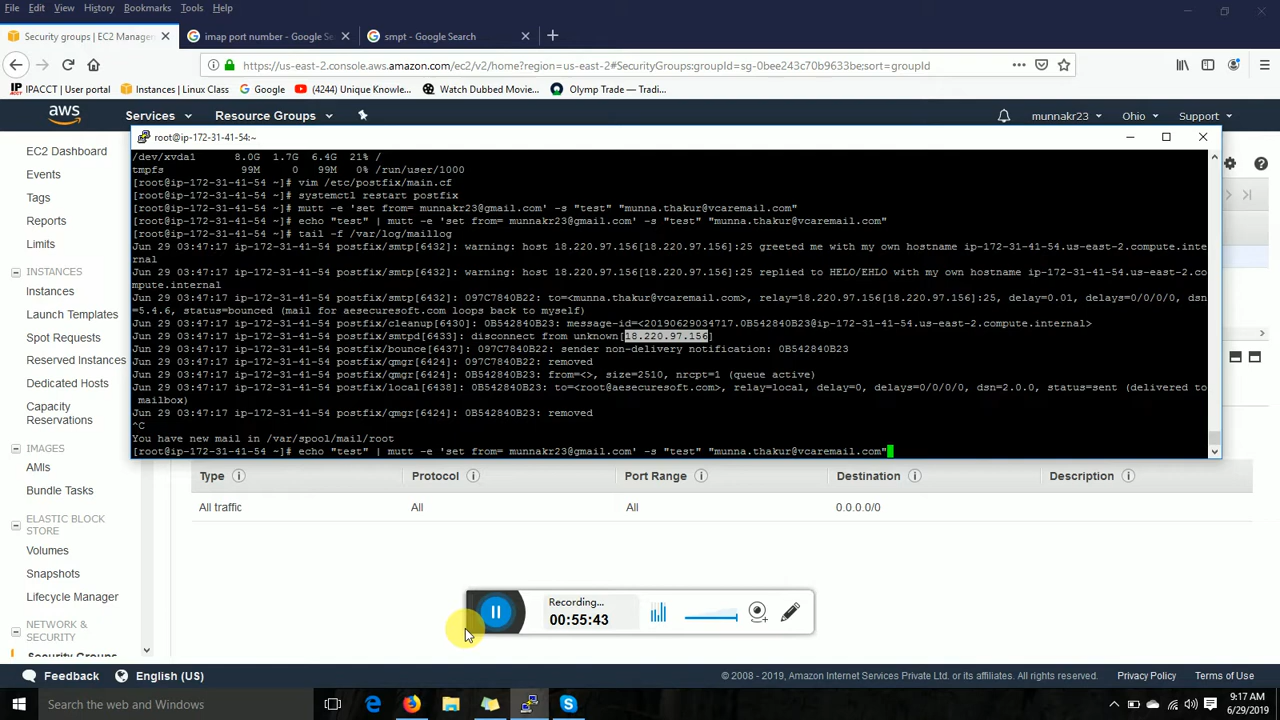 File Edit View History Bookmarks Tools Help
Security groups | EC2 Manage
imap port number - Google Se
smpt - Google Search
https://us-east-2.console.aws.amazon.com/ec2/v2/home?region=us-east-2#SecurityGroups:groupId=sg-0bee243c70b9633be;sort=groupId
IPACCT | User portal Instances | Linux Class Google (4244) Unique Knowle... Watch Dubbed Movie... Olymp Trade — Tradi...
aws Services Resource Groups munnakr23 Ohio Support
root@ip-172-31-41-54:~
/dev/xvda1 8.0G 1.7G 6.4G 21% /
tmpfs 99M 0 99M 0% /run/user/1000
[root@ip-172-31-41-54 ~]# vim /etc/postfix/main.cf
[root@ip-172-31-41-54 ~]# systemctl restart postfix
[root@ip-172-31-41-54 ~]# mutt -e 'set from= munnakr23@gmail.com' -s "test" "munna.thakur@vcaremail.com"
[root@ip-172-31-41-54 ~]# echo "test" | mutt -e 'set from= munnakr23@gmail.com' -s "test" "munna.thakur@vcaremail.com"
[root@ip-172-31-41-54 ~]# tail -f /var/log/maillog
Jun 29 03:47:17 ip-172-31-41-54 postfix/smtp[6432]: warning: host 18.220.97.156[18.220.97.156]:25 greeted me with my own hostname ip-172-31-41-54.us-east-2.compute.inter
nal
Jun 29 03:47:17 ip-172-31-41-54 postfix/smtp[6432]: warning: host 18.220.97.156[18.220.97.156]:25 replied to HELO/EHLO with my own hostname ip-172-31-41-54.us-east-2.co
mpute.internal
Jun 29 03:47:17 ip-172-31-41-54 postfix/smtp[6432]: 097C7840B22: to=<munna.thakur@vcaremail.com>, relay=18.220.97.156[18.220.97.156]:25, delay=0.01, delays=0/0/0/0, dsn
=5.4.6, status=bounced (mail for aesecuresoft.com loops back to myself)
Jun 29 03:47:17 ip-172-31-41-54 postfix/cleanup[6430]: 0B542840B23: message-id=<20190629034717.0B542840B23@ip-172-31-41-54.us-east-2.compute.internal>
Jun 29 03:47:17 ip-172-31-41-54 postfix/smtpd[6433]: disconnect from unknown[18.220.97.156]
Jun 29 03:47:17 ip-172-31-41-54 postfix/bounce[6437]: 097C7840B22: sender non-delivery notification: 0B542840B23
Jun 29 03:47:17 ip-172-31-41-54 postfix/qmgr[6424]: 097C7840B22: removed
Jun 29 03:47:17 ip-172-31-41-54 postfix/qmgr[6424]: 0B542840B23: from=<>, size=2510, nrcpt=1 (queue active)
Jun 29 03:47:17 ip-172-31-41-54 postfix/local[6438]: 0B542840B23: to=<root@aesecuresoft.com>, relay=local, delay=0, delays=0/0/0/0, dsn=2.0.0, status=sent (delivered to
mailbox)
Jun 29 03:47:17 ip-172-31-41-54 postfix/qmgr[6424]: 0B542840B23: removed
^C
You have new mail in /var/spool/mail/root
[root@ip-172-31-41-54 ~]# echo "test" | mutt -e 'set from= munnakr23@gmail.com' -s "test" "munna.thakur@vcaremail.com"
EC2 Dashboard
Events
Tags
Reports
Limits
INSTANCES
Instances
Launch Templates
Spot Requests
Reserved Instances
Dedicated Hosts
Capacity
Reservations
IMAGES
AMIs
Bundle Tasks
ELASTIC BLOCK
STORE
Volumes
Snapshots
Lifecycle Manager
NETWORK &
SECURITY
Security Groups
Type Protocol Port Range Destination Description
All traffic All All 0.0.0.0/0
Recording...
00:55:43
Feedback English (US) © 2008 - 2019, Amazon Internet Services Private Ltd. or its affiliates. All rights reserved. Privacy Policy Terms of Use
Search the web and Windows
9:17 AM
6/29/2019